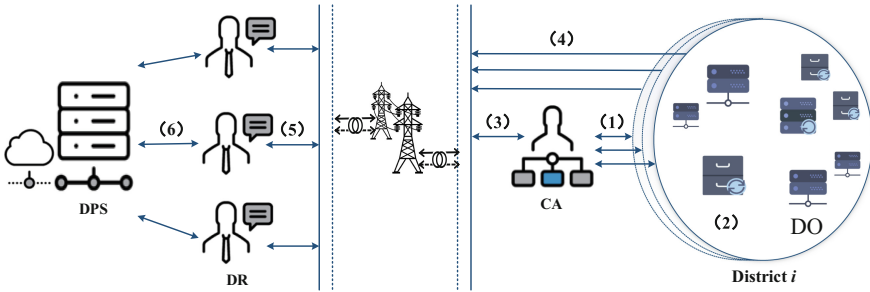 (4)
(6)
(5)
(3)
(1)
DPS
DR
CA
(2)
DO
District i